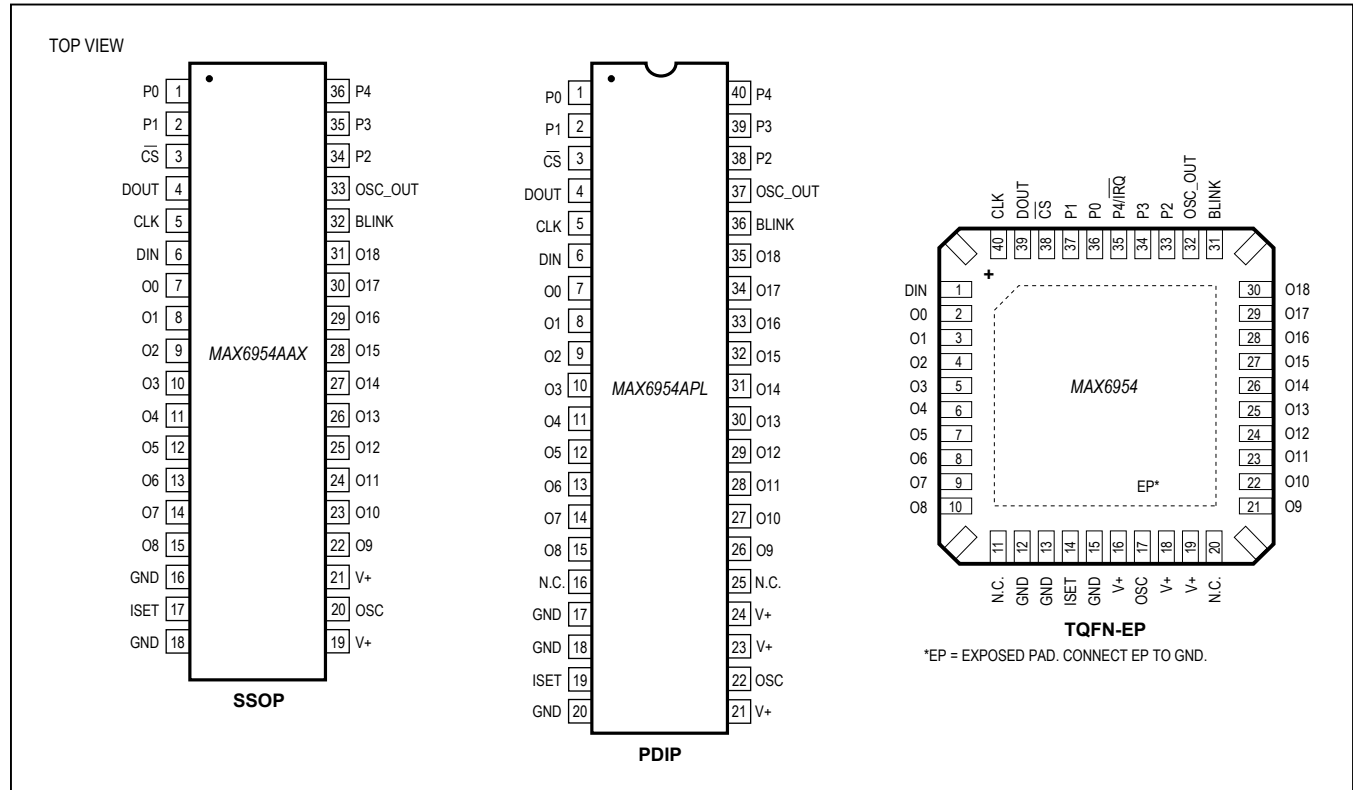 TOP VIEW
P0 1
P1 2
CS 3
DOUT 4
CLK 5
DIN 6
O0 7
O1 8
O2 9
O3 10
O4 11
O5 12
O6 13
O7 14
O8 15
GND 16
ISET 17
GND 18
MAX6954AAX
36 P4
35 P3
34 P2
33 OSC_OUT
32 BLINK
31 O18
30 O17
29 O16
28 O15
27 O14
26 O13
25 O12
24 O11
23 O10
22 O9
21 V+
20 OSC
19 V+
SSOP
P0 1
P1 2
CS 3
DOUT 4
CLK 5
DIN 6
O0 7
O1 8
O2 9
O3 10
O4 11
O5 12
O6 13
O7 14
O8 15
N.C. 16
GND 17
GND 18
ISET 19
GND 20
MAX6954APL
40 P4
39 P3
38 P2
37 OSC_OUT
36 BLINK
35 O18
34 O17
33 O16
32 O15
31 O14
30 O13
29 O12
28 O11
27 O10
26 O9
25 N.C.
24 V+
23 V+
22 OSC
21 V+
PDIP
CLK DOUT CS P1 P0 P4/IRQ P3 P2 OSC_OUT BLINK
40 39 38 37 36 35 34 33 32 31
+
DIN 1
O0 2
O1 3
O2 4
O3 5
O4 6
O5 7
O6 8
O7 9
O8 10
MAX6954
EP*
30 O18
29 O17
28 O16
27 O15
26 O14
25 O13
24 O12
23 O11
22 O10
21 O9
11 12 13 14 15 16 17 18 19 20
N.C. GND GND ISET GND V+ OSC V+ V+ N.C.
TQFN-EP
*EP = EXPOSED PAD. CONNECT EP TO GND.